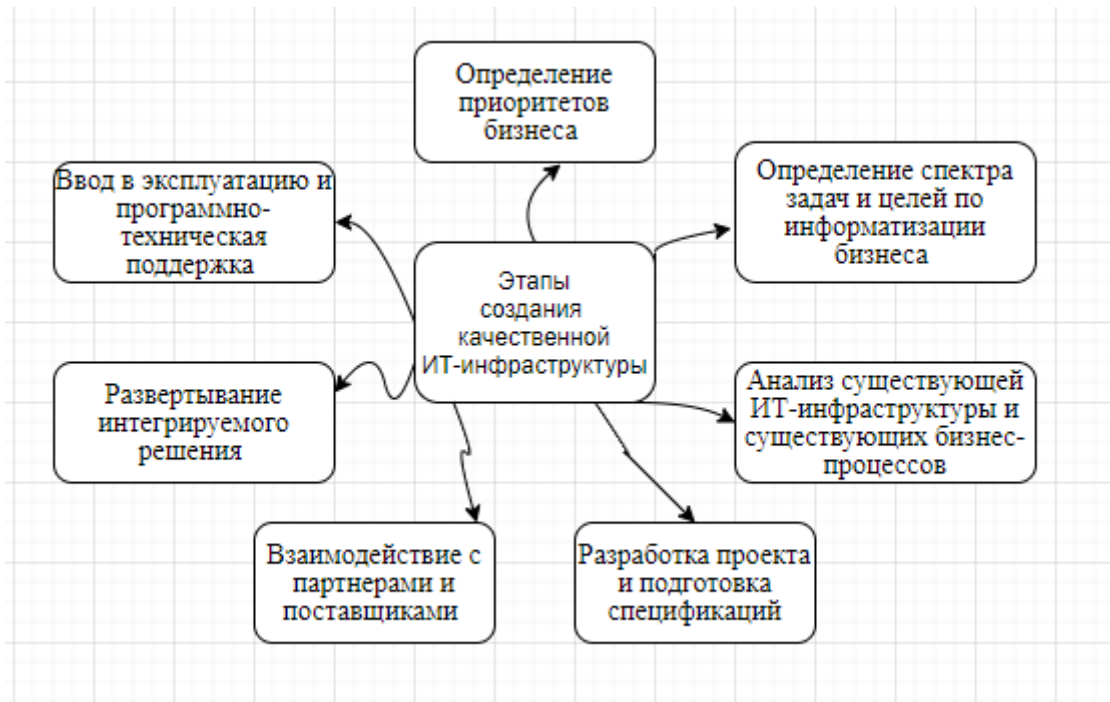 Определение
приоритетов
бизнеса
Определение спектра
задач и целей по
информатизации
бизнеса
Анализ существующей
ИТ-инфраструктуры и
существующих бизнес-
процессов
Разработка проекта
и подготовка
спецификаций
Взаимодействие с
партнерами и
поставщиками
Развертывание
интегрируемого
решения
Ввод в эксплуатацию и
программно-
техническая
поддержка
Этапы
создания
качественной
ИТ-инфраструктуры